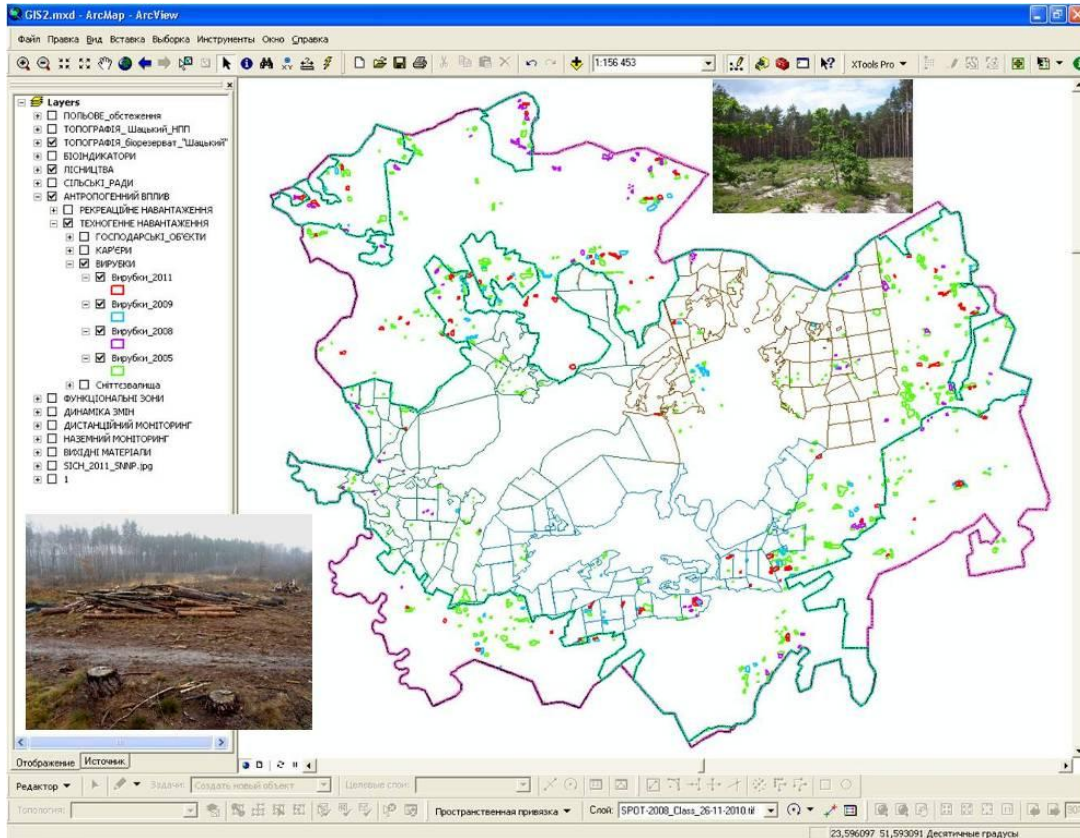 GIS2.mxd - ArcMap - ArcView
Файл Правка Вид Вставка Выборка Инструменты Окно Справка
1:156 453
XTools Pro
Layers
ПОЛЬОВЕ_обстеження
ТОПОГРАФІЯ_Шацький_НПП
ТОПОГРАФІЯ_біорезерват_"Шацький"
БІОІНДИКАТОРИ
ЛІСНИЦТВА
СІЛЬСЬКІ_РАДИ
АНТРОПОГЕННИЙ ВПЛИВ
РЕКРЕАЦІЙНЕ НАВАНТАЖЕННЯ
ТЕХНОГЕННЕ НАВАНТАЖЕННЯ
ГОСПОДАРСЬКІ_ОБ'ЄКТИ
КАР'ЄРИ
ВИРУБКИ
Вирубки_2011
Вирубки_2009
Вирубки_2008
Вирубки_2005
Сміттєзвалища
ФУНКЦІОНАЛЬНІ ЗОНИ
ДИНАМІКА ЗМІН
ДИСТАНЦІЙНИЙ МОНІТОРИНГ
НАЗЕМНИЙ МОНІТОРИНГ
ВИХІДНІ МАТЕРІАЛИ
SICH_2011_SNNP.jpg
1
Отображение Источник
Редактор Задачи: Создать новый объект Целевые слои:
Топология: Пространственная привязка Слой: SPOT-2008_Class_26-11-2010.tif
23,596097 51,593091 Десятичные градусы